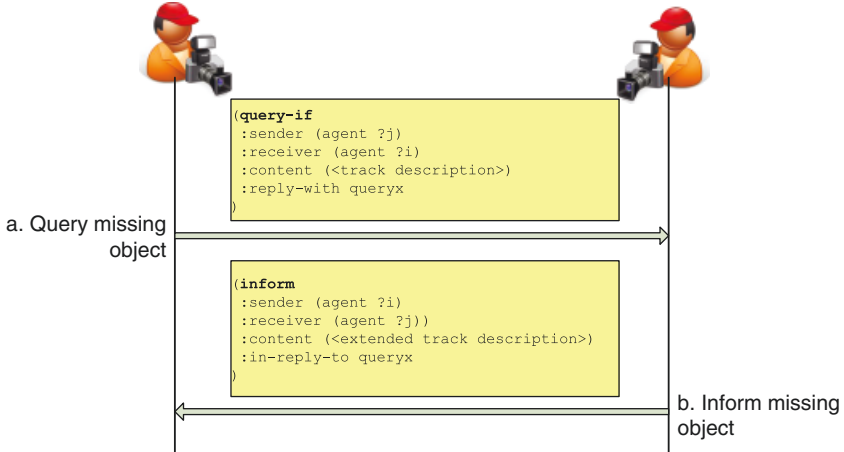 (query-if
:sender (agent ?j)
:receiver (agent ?i)
:content (<track description>)
:reply-with queryx
)
a. Query missing
object
(inform
:sender (agent ?i)
:receiver (agent ?j))
:content (<extended track description>)
:in-reply-to queryx
)
b. Inform missing
object